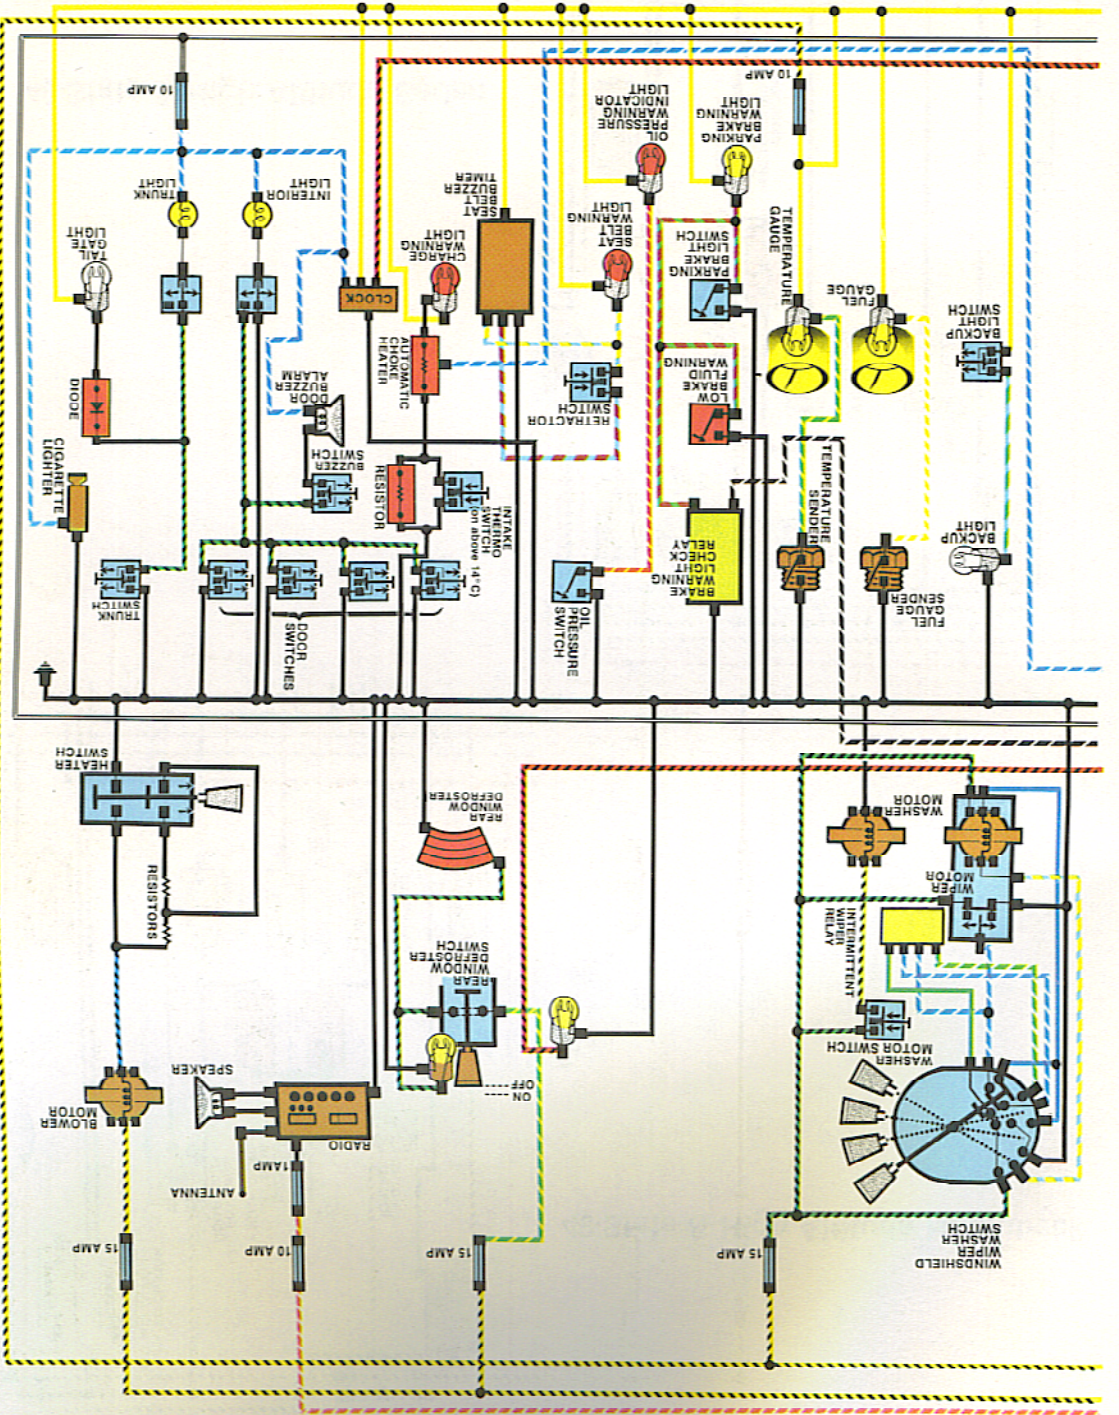 10 AMP
10 AMP
OIL
PRESSURE
WARNING
INDICATOR
LIGHT
PARKING
BRAKE
WARNING
LIGHT
TRUNK
LIGHT
INTERIOR
LIGHT
TAIL
GATE
LIGHT
SEAT
BELT
BUZZER
TIMER
CHARGE
WARNING
LIGHT
SEAT
BELT
WARNING
LIGHT
PARKING
BRAKE
LIGHT
SWITCH
TEMPERATURE
GAUGE
FUEL
GAUGE
BACKUP
LIGHT
SWITCH
CLOCK
AUTOMATIC
CHOKE
HEATER
DIODE
DOOR
BUZZER
ALARM
RETRACTOR
SWITCH
LOW
BRAKE
FLUID
WARNING
CIGARETTE
LIGHTER
BUZZER
SWITCH
RESISTOR
INTAKE
THERMO
SWITCH
(on above 14°C)
TEMPERATURE
SENDER
BACKUP
LIGHT
TRUNK
SWITCH
DOOR
SWITCHES
OIL
PRESSURE
SWITCH
BRAKE
WARNING
LIGHT
CHECK
RELAY
FUEL
GAUGE
SENDER
HEATER
SWITCH
REAR
WINDOW
DEFROSTER
WASHER
MOTOR
WIPER
MOTOR
RESISTORS
INTERMITTENT
WIPER
RELAY
REAR
WINDOW
DEFROSTER
SWITCH
WASHER
MOTOR SWITCH
SPEAKER
OFF
ON
BLOWER
MOTOR
RADIO
1AMP
ANTENNA
15 AMP
10 AMP
15 AMP
15 AMP
WINDSHIELD
WIPER
WASHER
SWITCH